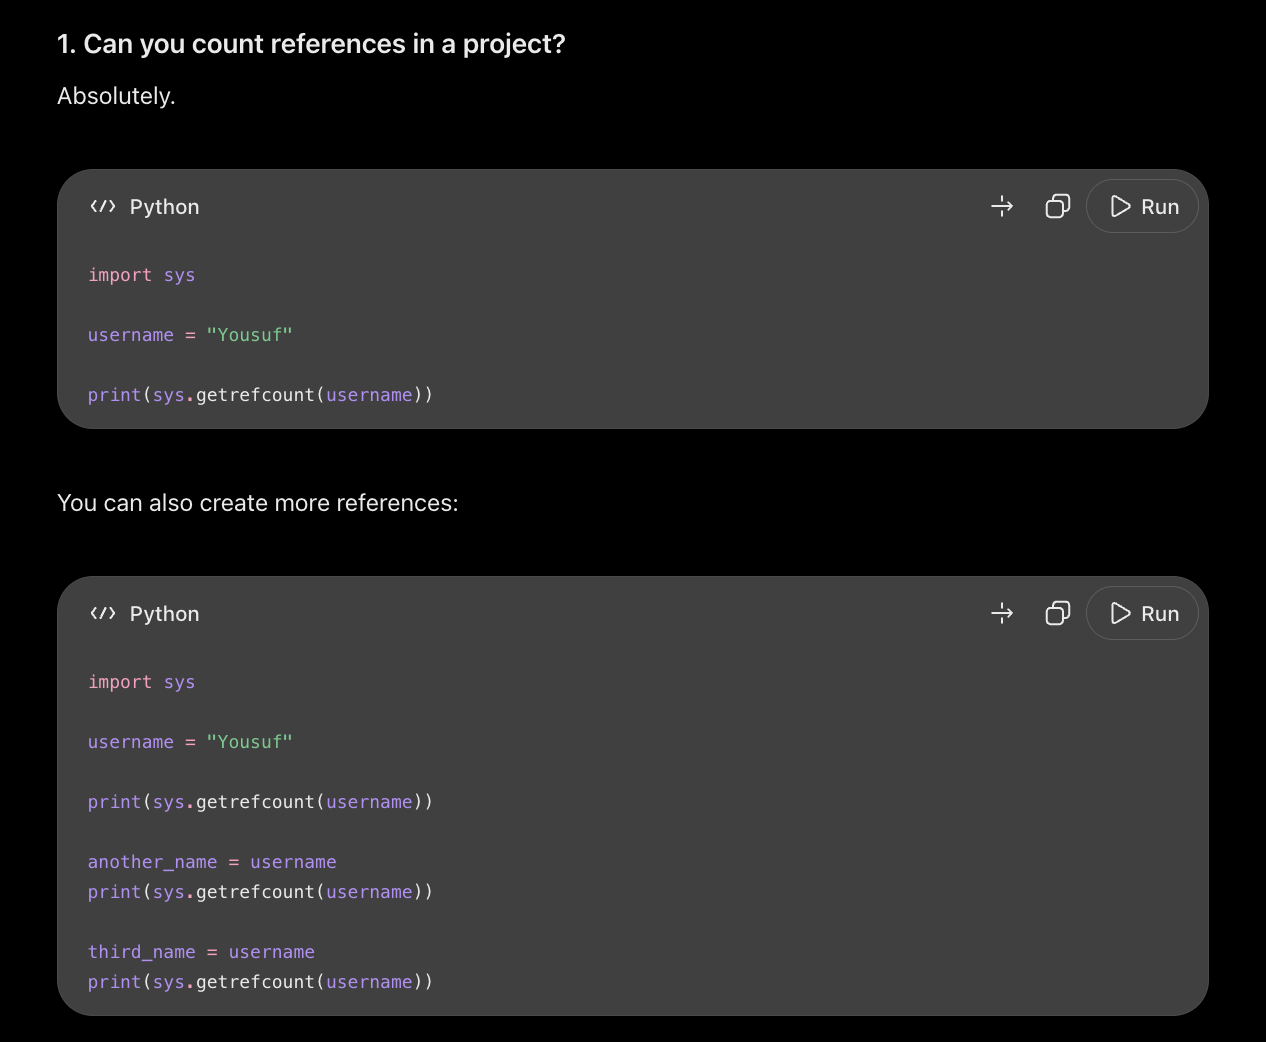 1. Can you count references in a project?
Absolutely.
Python
Run
import sys
username = "Yousuf"
print(sys.getrefcount(username))
You can also create more references:
Python
Run
import sys
username = "Yousuf"
print(sys.getrefcount(username))
another_name = username
print(sys.getrefcount(username))
third_name = username
print(sys.getrefcount(username))